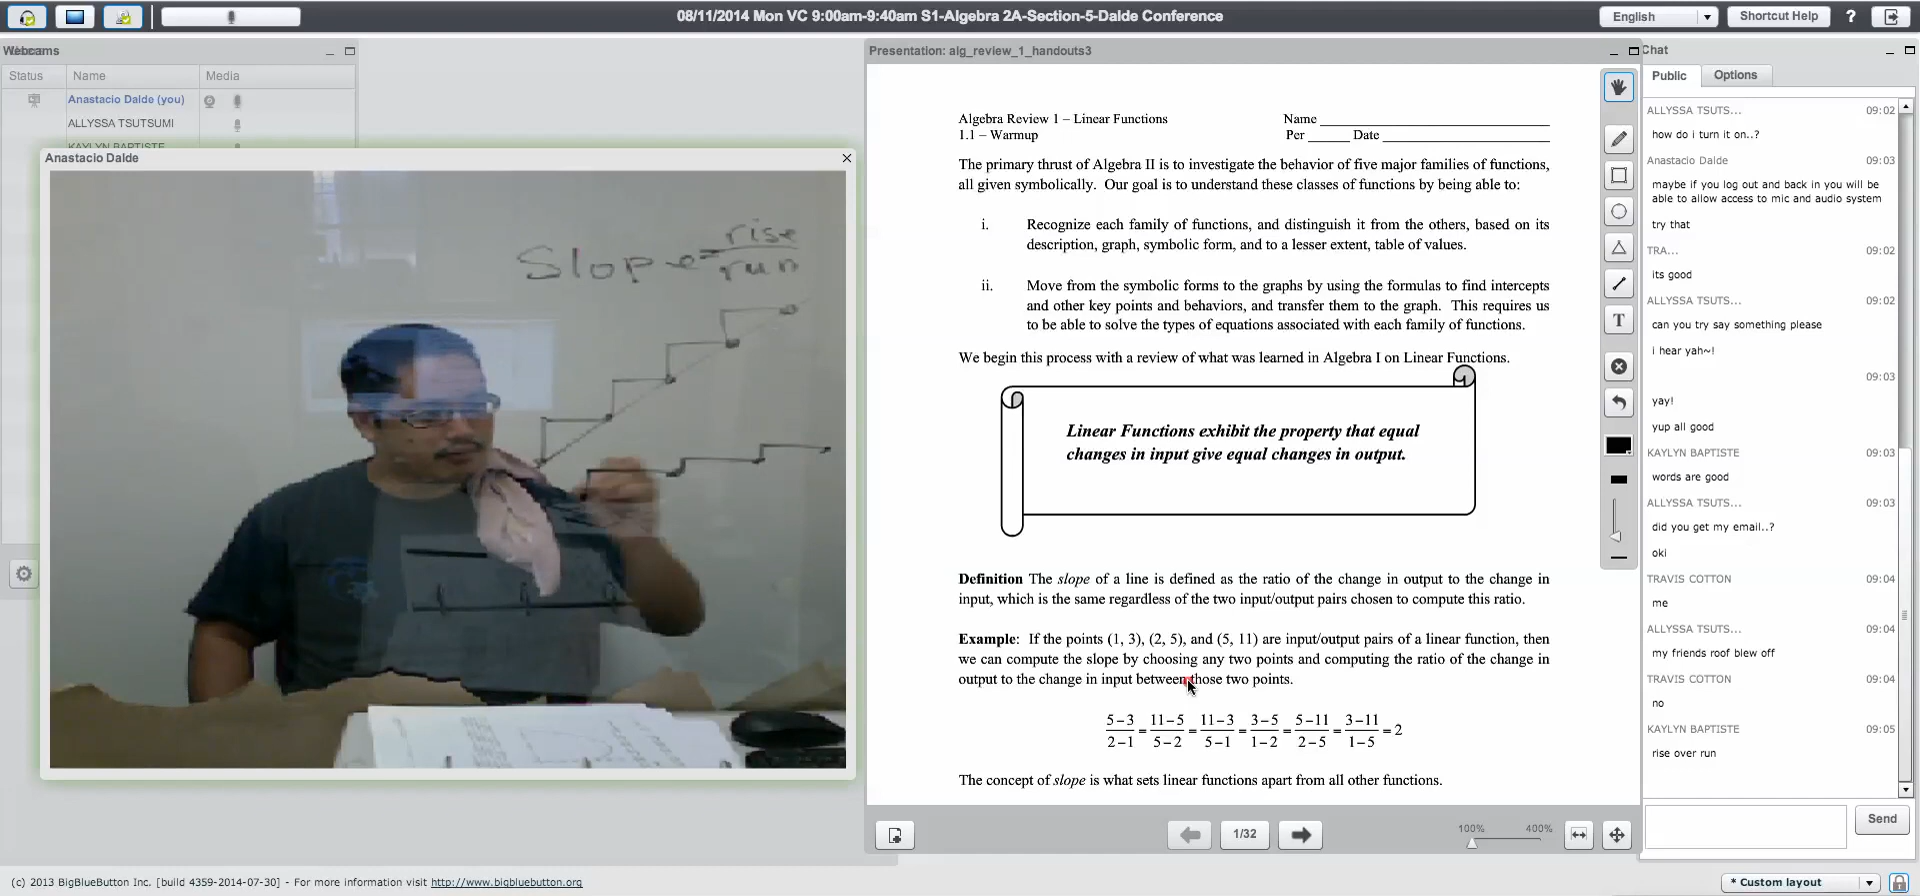 08/11/2014 Mon VC 9:00am-9:40am S1-Algebra 2A-Section-5-Dalde Conference
English
Shortcut Help
?
Webcams
Status Name Media
Anastacio Dalde (you)
ALLYSSA TSUTSUMI
KAYLYN BAPTISTE
Anastacio Dalde
Slope = rise
run
Presentation: alg_review_1_handouts3
Algebra Review 1 – Linear Functions Name
1.1 – Warmup Per Date
The primary thrust of Algebra II is to investigate the behavior of five major families of functions,
all given symbolically. Our goal is to understand these classes of functions by being able to:
i. Recognize each family of functions, and distinguish it from the others, based on its
description, graph, symbolic form, and to a lesser extent, table of values.
ii. Move from the symbolic forms to the graphs by using the formulas to find intercepts
and other key points and behaviors, and transfer them to the graph. This requires us
to be able to solve the types of equations associated with each family of functions.
We begin this process with a review of what was learned in Algebra I on Linear Functions.
Linear Functions exhibit the property that equal
changes in input give equal changes in output.
Definition The slope of a line is defined as the ratio of the change in output to the change in
input, which is the same regardless of the two input/output pairs chosen to compute this ratio.
Example: If the points (1, 3), (2, 5), and (5, 11) are input/output pairs of a linear function, then
we can compute the slope by choosing any two points and computing the ratio of the change in
output to the change in input between those two points.
5−3 11−5 11−3 3−5 5−11 3−11
2−1 = 5−2 = 5−1 = 1−2 = 2−5 = 1−5 = 2
The concept of slope is what sets linear functions apart from all other functions.
T
1/32
100% 400%
Chat
Public Options
ALLYSSA TSUTS... 09:02
how do i turn it on..?
Anastacio Dalde 09:03
maybe if you log out and back in you will be
able to allow access to mic and audio system
try that
TRA... 09:02
its good
ALLYSSA TSUTS... 09:02
can you try say something please
i hear yah~!
09:03
yay!
yup all good
KAYLYN BAPTISTE 09:03
words are good
ALLYSSA TSUTS... 09:03
did you get my email..?
oki
TRAVIS COTTON 09:04
me
ALLYSSA TSUTS... 09:04
my friends roof blew off
TRAVIS COTTON 09:04
no
KAYLYN BAPTISTE 09:05
rise over run
Send
(c) 2013 BigBlueButton Inc. [build 4359-2014-07-30] - For more information visit http://www.bigbluebutton.org
* Custom layout